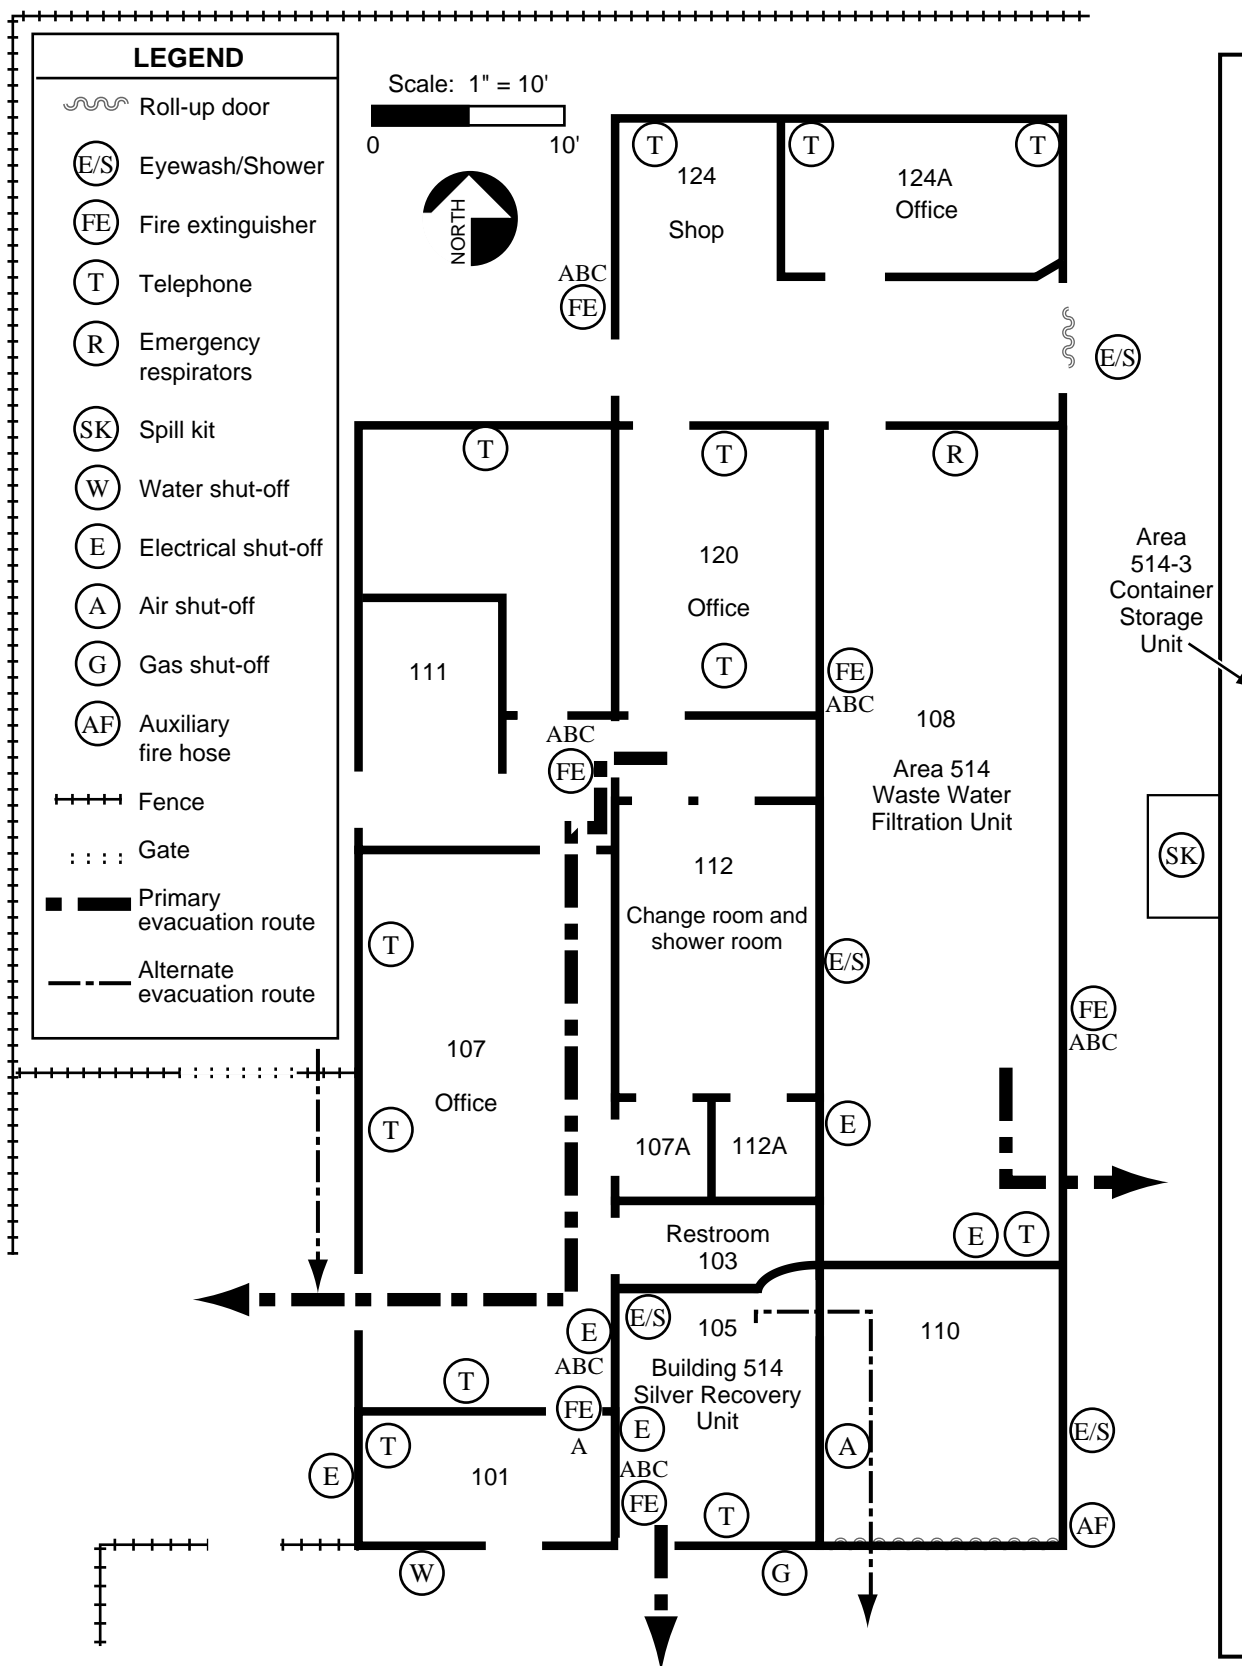 LEGEND
Roll-up door
E/S Eyewash/Shower
FE Fire extinguisher
T Telephone
R Emergency
respirators
SK Spill kit
W Water shut-off
E Electrical shut-off
A Air shut-off
G Gas shut-off
AF Auxiliary
fire hose
Fence
Gate
Primary
evacuation route
Alternate
evacuation route
Scale: 1" = 10'
0 10'
NORTH
T T T
124
Shop
124A
Office
ABC
FE
E/S
T T R
120
Office
T
111
FE
ABC
108
Area 514
Waste Water
Filtration Unit
Area
514-3
Container
Storage
Unit
ABC
FE
SK
112
Change room and
shower room
T
E/S
FE
ABC
107
Office
T
E
107A 112A
Restroom
103
E T
E/S
105
Building 514
Silver Recovery
Unit
110
E
ABC
FE
A
T
T
E
101
E
ABC
FE
T
A
E/S
AF
W
G